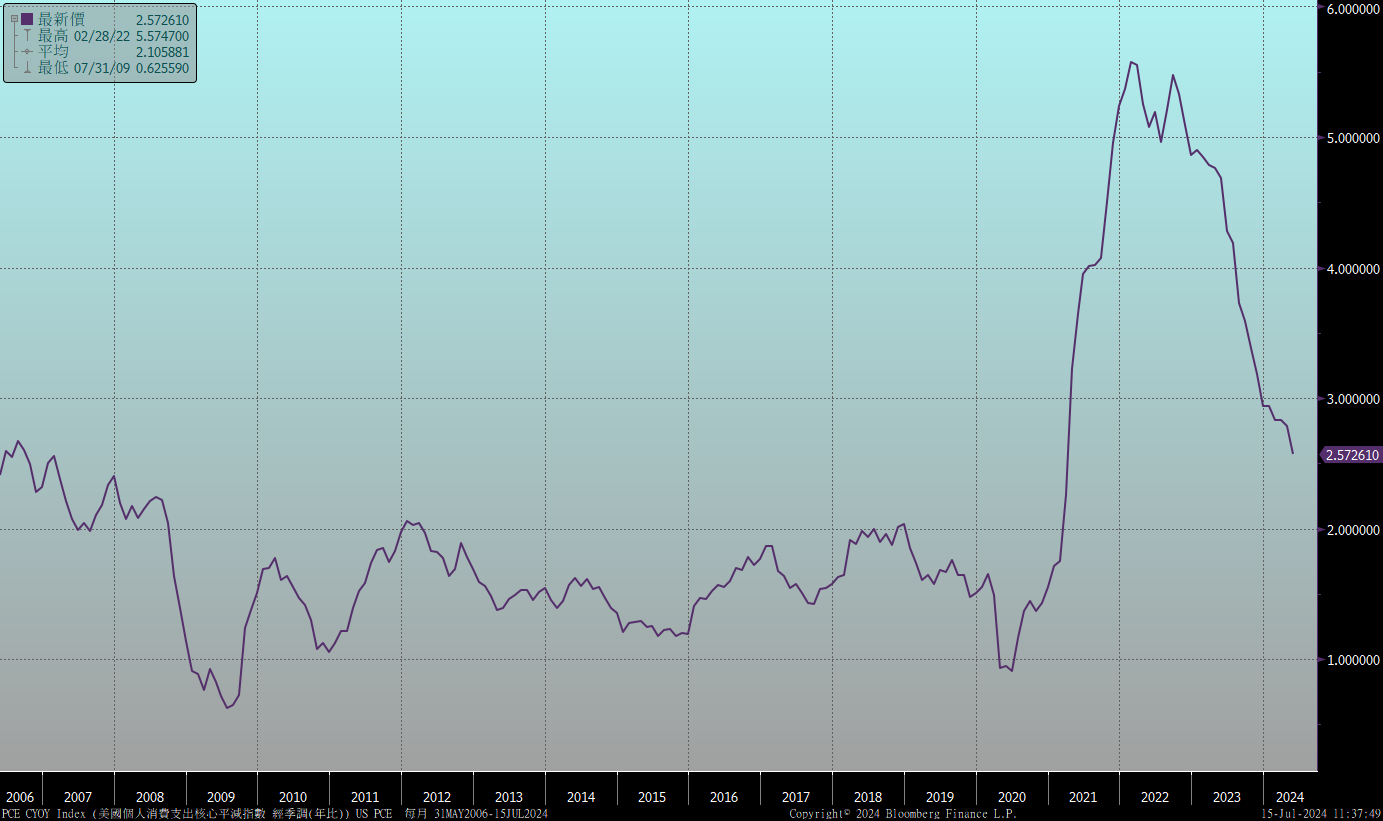 最新價 2.572610
最高 02/28/22 5.574700
平均 2.105881
最低 07/31/09 0.625590
6.000000
5.000000
4.000000
3.000000
2.572610
2.000000
1.000000
2006 2007 2008 2009 2010 2011 2012 2013 2014 2015 2016 2017 2018 2019 2020 2021 2022 2023 2024
PCE CYOY Index (美國個人消費支出核心平減指數 經季調(年比)) US PCE 每月 31MAY2006-15JUL2024 Copyright© 2024 Bloomberg Finance L.P. 15-Jul-2024 11:37:49